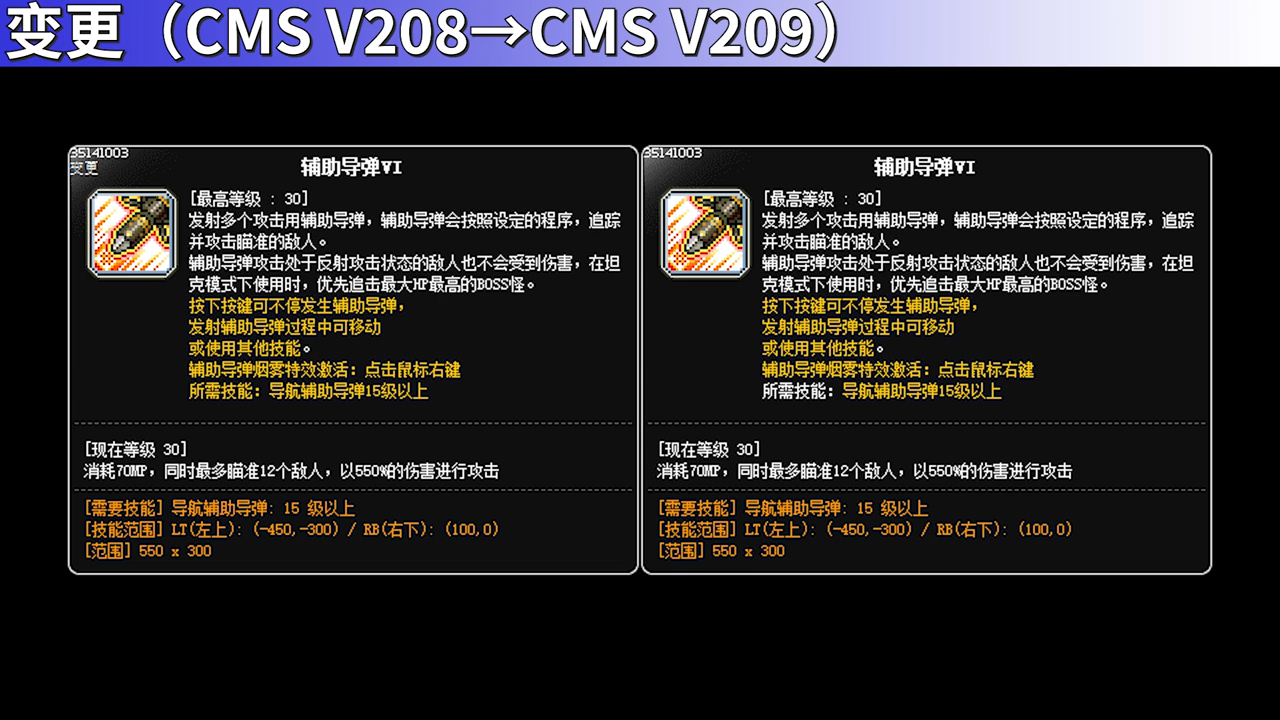 变更（CMS V208→CMS V209）
35141003
变更
辅助导弹VI
[最高等级 : 30]
发射多个攻击用辅助导弹，辅助导弹会按照设定的程序，追踪
并攻击瞄准的敌人。
辅助导弹攻击处于反射攻击状态的敌人也不会受到伤害，在坦
克模式下使用时，优先追击最大HP最高的BOSS怪。
按下按键可不停发生辅助导弹，
发射辅助导弹过程中可移动
或使用其他技能。
辅助导弹烟雾特效激活：点击鼠标右键
所需技能：导航辅助导弹15级以上
[现在等级 30]
消耗70MP，同时最多瞄准12个敌人，以550%的伤害进行攻击
[需要技能] 导航辅助导弹: 15 级以上
[技能范围] LT(左上): (-450,-300) / RB(右下): (100,0)
[范围] 550 x 300
35141003
辅助导弹VI
[最高等级 : 30]
发射多个攻击用辅助导弹，辅助导弹会按照设定的程序，追踪
并攻击瞄准的敌人。
辅助导弹攻击处于反射攻击状态的敌人也不会受到伤害，在坦
克模式下使用时，优先追击最大HP最高的BOSS怪。
按下按键可不停发生辅助导弹，
发射辅助导弹过程中可移动
或使用其他技能。
辅助导弹烟雾特效激活：点击鼠标右键
所需技能：导航辅助导弹15级以上
[现在等级 30]
消耗70MP，同时最多瞄准12个敌人，以550%的伤害进行攻击
[需要技能] 导航辅助导弹: 15 级以上
[技能范围] LT(左上): (-450,-300) / RB(右下): (100,0)
[范围] 550 x 300